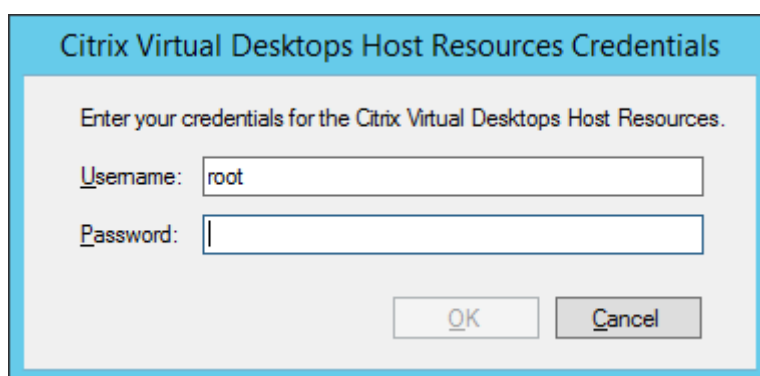 Citrix Virtual Desktops Host Resources Credentials
Enter your credentials for the Citrix Virtual Desktops Host Resources.
Username: root
Password:
OK Cancel